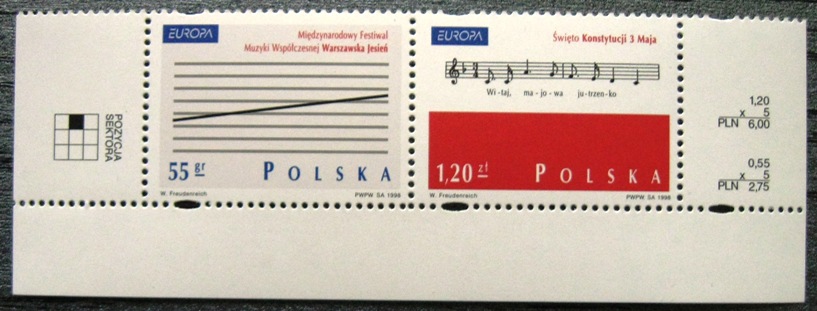 POZYCJA
SEKTORA
EUROPA
Międzynarodowy Festiwal
Muzyki Współczesnej Warszawska Jesień
55 gr
POLSKA
W. Freudenreich
PWPW SA 1998
EUROPA
Święto Konstytucji 3 Maja
Wi-taj, ma-jo-wa ju-trzen-ko
1,20 zł
POLSKA
W. Freudenreich
PWPW SA 1998
1,20
x 5
PLN 6,00
0,55
x 5
PLN 2,75